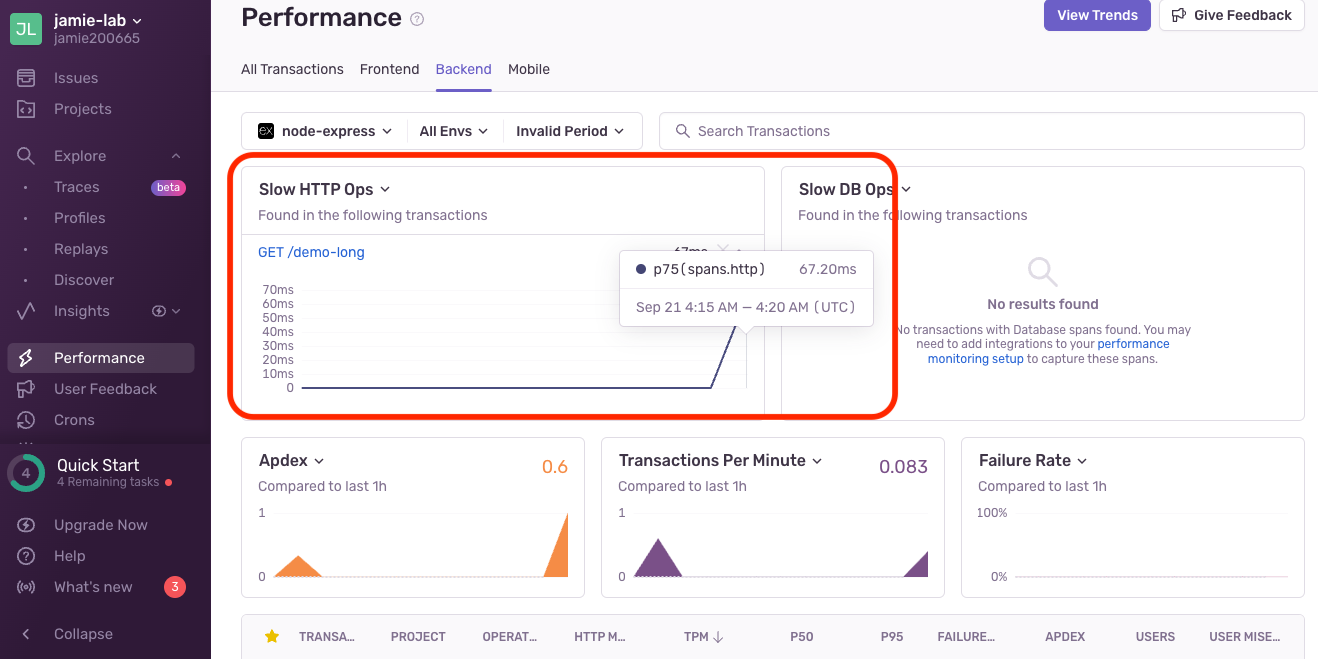 JL
jamie-lab
jamie200665
Issues
Projects
Explore
Traces
beta
Profiles
Replays
Discover
Insights
Performance
User Feedback
Crons
4
Quick Start
4 Remaining tasks
Upgrade Now
Help
What's new
3
Collapse
Performance
?
View Trends
Give Feedback
All Transactions Frontend Backend Mobile
ex
node-express
All Envs
Invalid Period
Search Transactions
Slow HTTP Ops
Found in the following transactions
GET /demo-long
67ms
p75(spans.http) 67.20ms
Sep 21 4:15 AM — 4:20 AM (UTC)
70ms
60ms
50ms
40ms
30ms
20ms
10ms
0
Slow DB Ops
Found in the following transactions
No results found
No transactions with Database spans found. You may
need to add integrations to your performance
monitoring setup to capture these spans.
Apdex
0.6
Compared to last 1h
1
0
Transactions Per Minute
0.083
Compared to last 1h
1
0
Failure Rate
Compared to last 1h
100%
0%
TRANSA... PROJECT OPERAT... HTTP M... TPM P50 P95 FAILURE... APDEX USERS USER MISE...